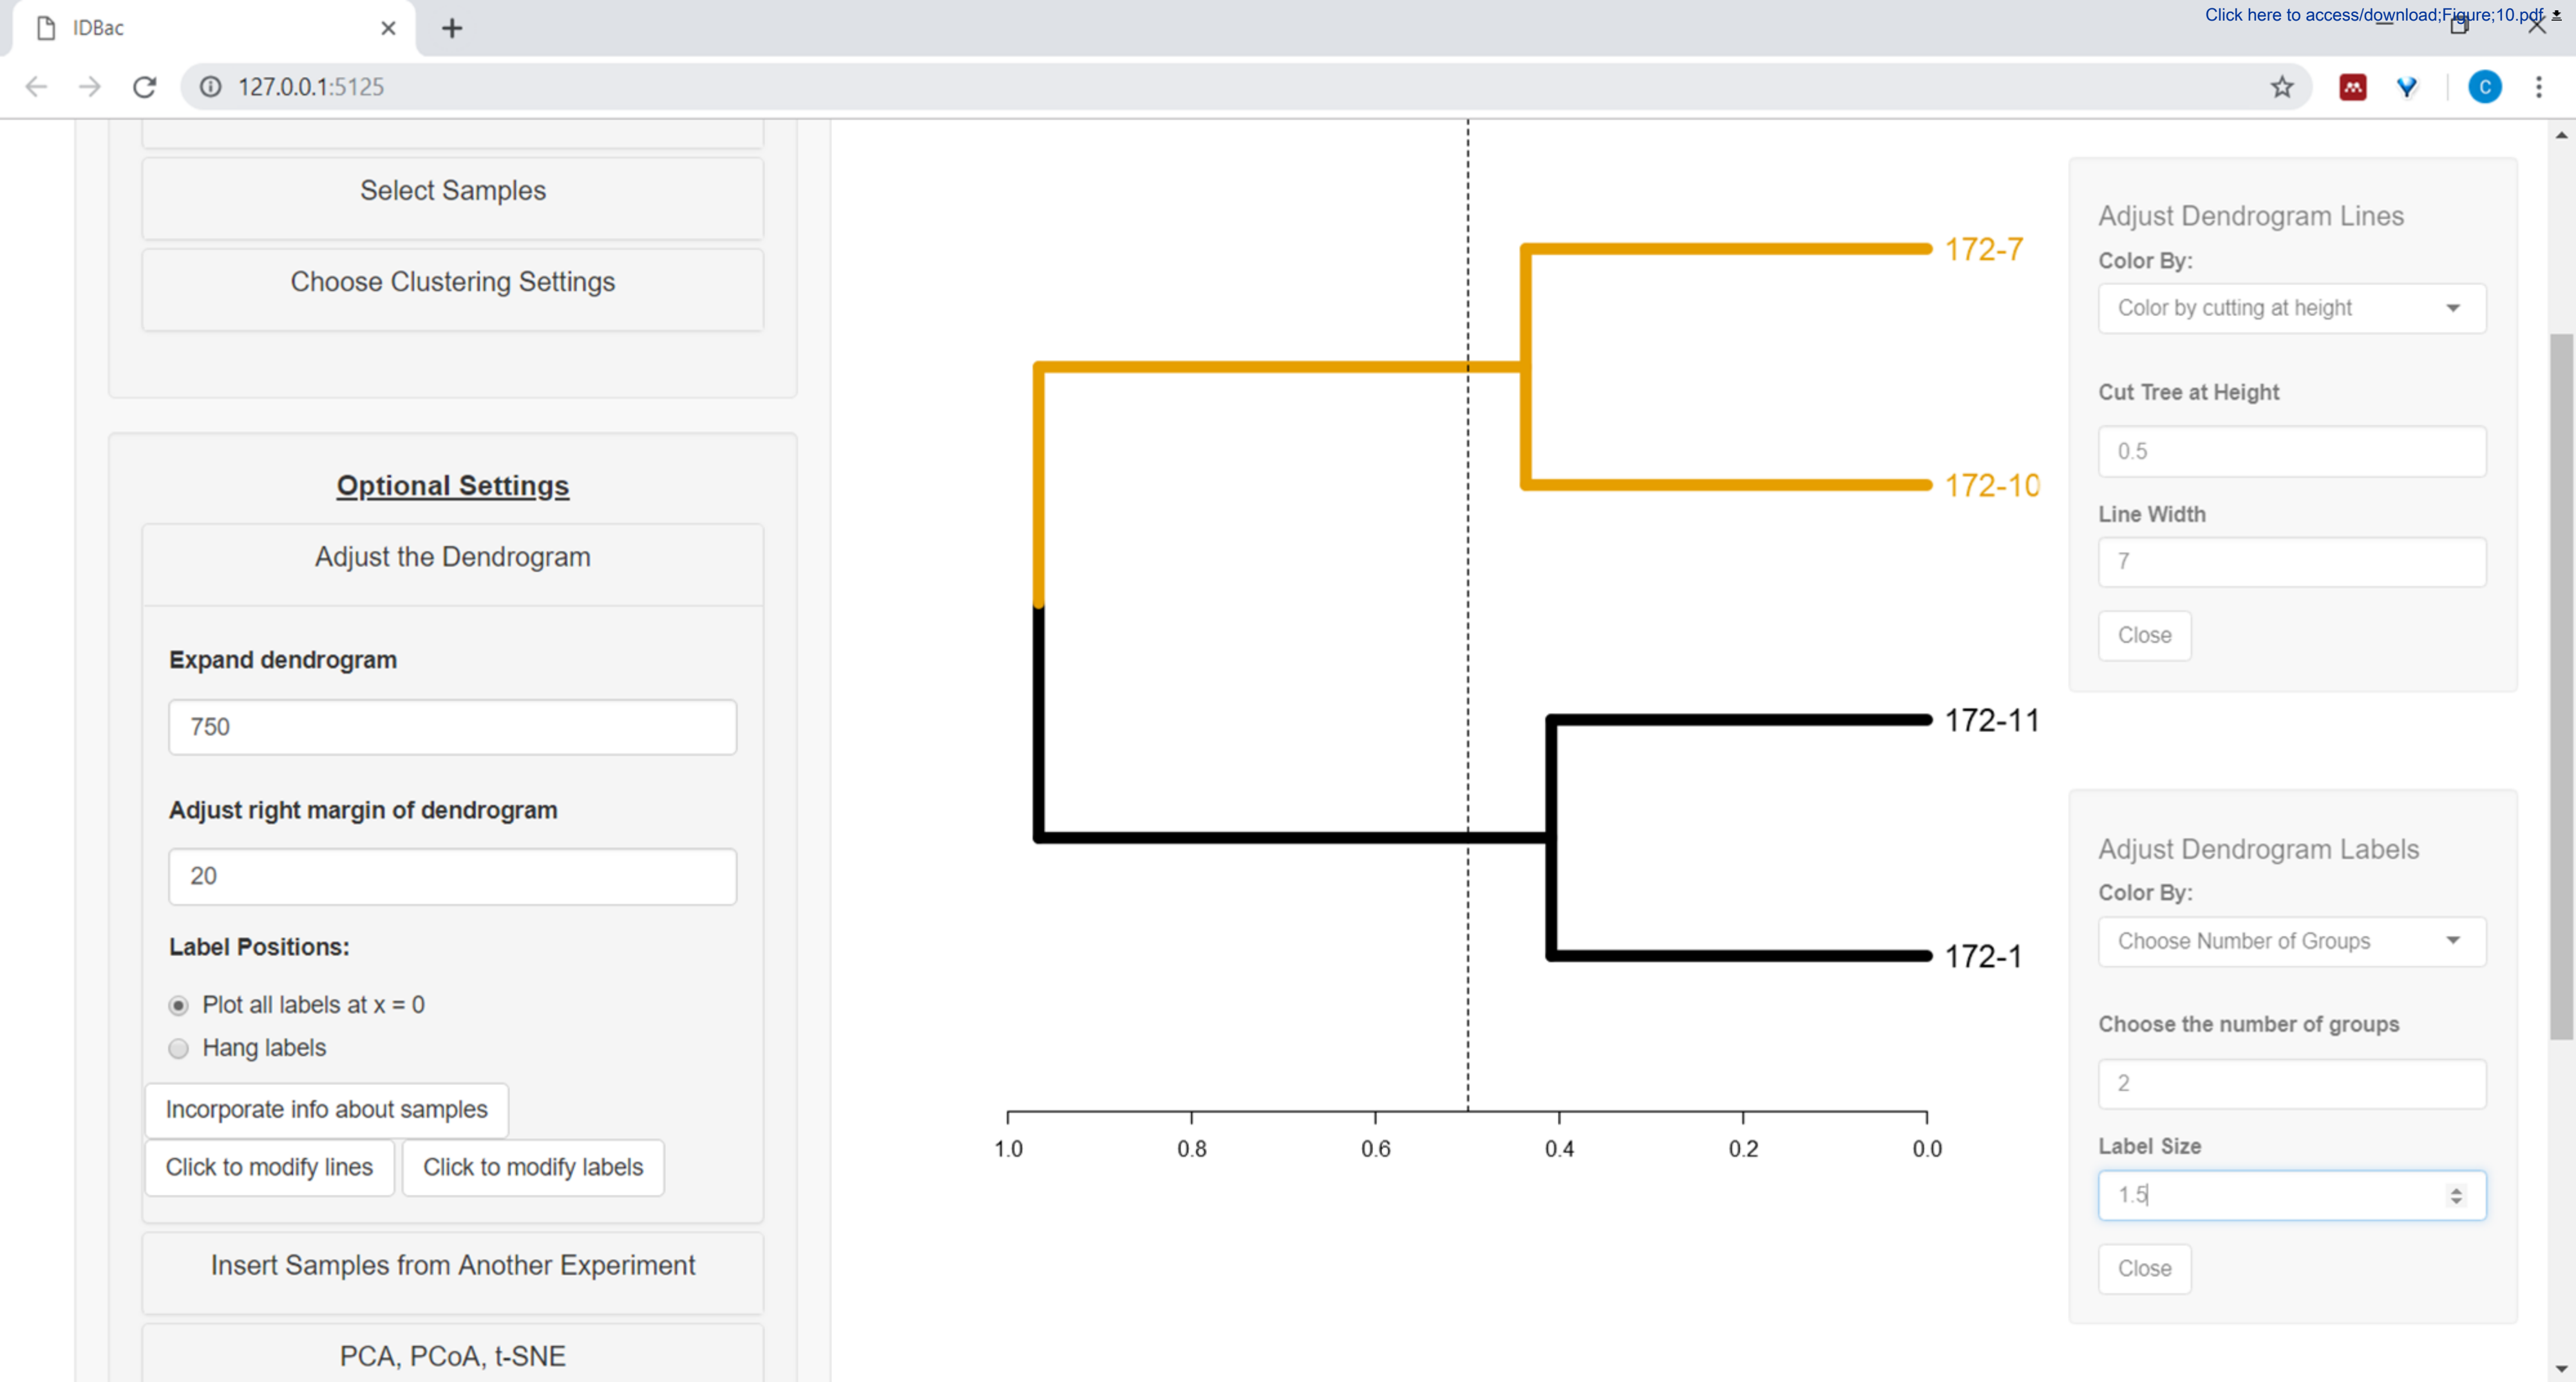 IDBac
Click here to access/download;Figure;10.pdf
127.0.0.1:5125
C
Select Samples
Choose Clustering Settings
Optional Settings
Adjust the Dendrogram
Expand dendrogram
750
Adjust right margin of dendrogram
20
Label Positions:
Plot all labels at x = 0
Hang labels
Incorporate info about samples
Click to modify lines
Click to modify labels
Insert Samples from Another Experiment
PCA, PCoA, t-SNE
172-7
172-10
172-11
172-1
1.0 0.8 0.6 0.4 0.2 0.0
Adjust Dendrogram Lines
Color By:
Color by cutting at height
Cut Tree at Height
0.5
Line Width
7
Close
Adjust Dendrogram Labels
Color By:
Choose Number of Groups
Choose the number of groups
2
Label Size
1.5
Close